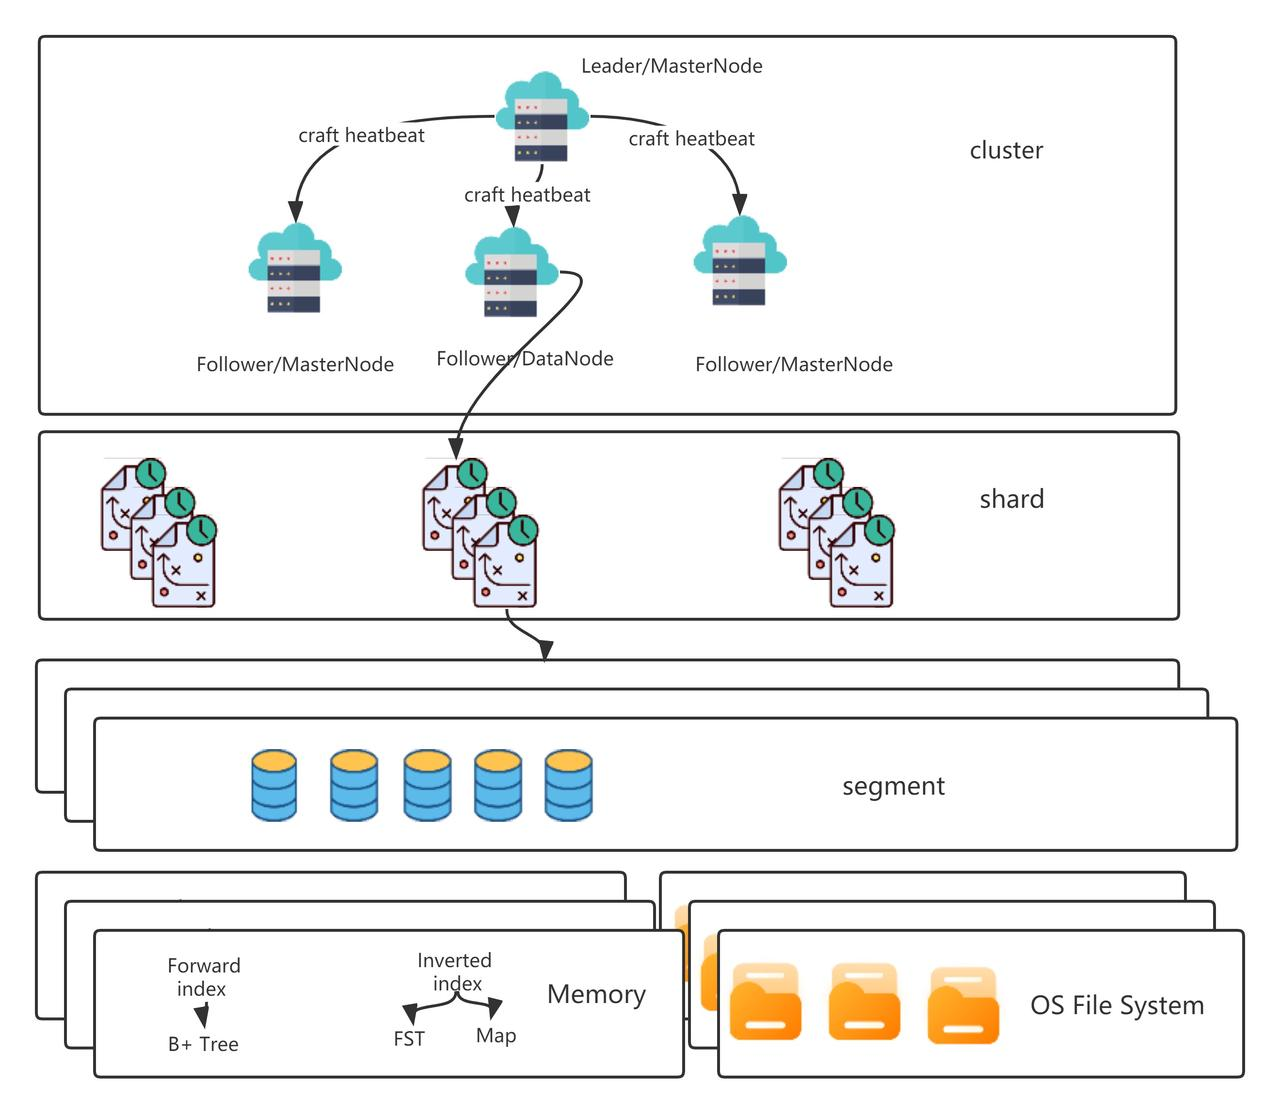 Leader/MasterNode
craft heatbeat
craft heatbeat
cluster
craft heatbeat
Follower/MasterNode
Follower/DataNode
Follower/MasterNode
shard
segment
Forward
index
B+ Tree
Inverted
index
FST
Map
Memory
OS File System